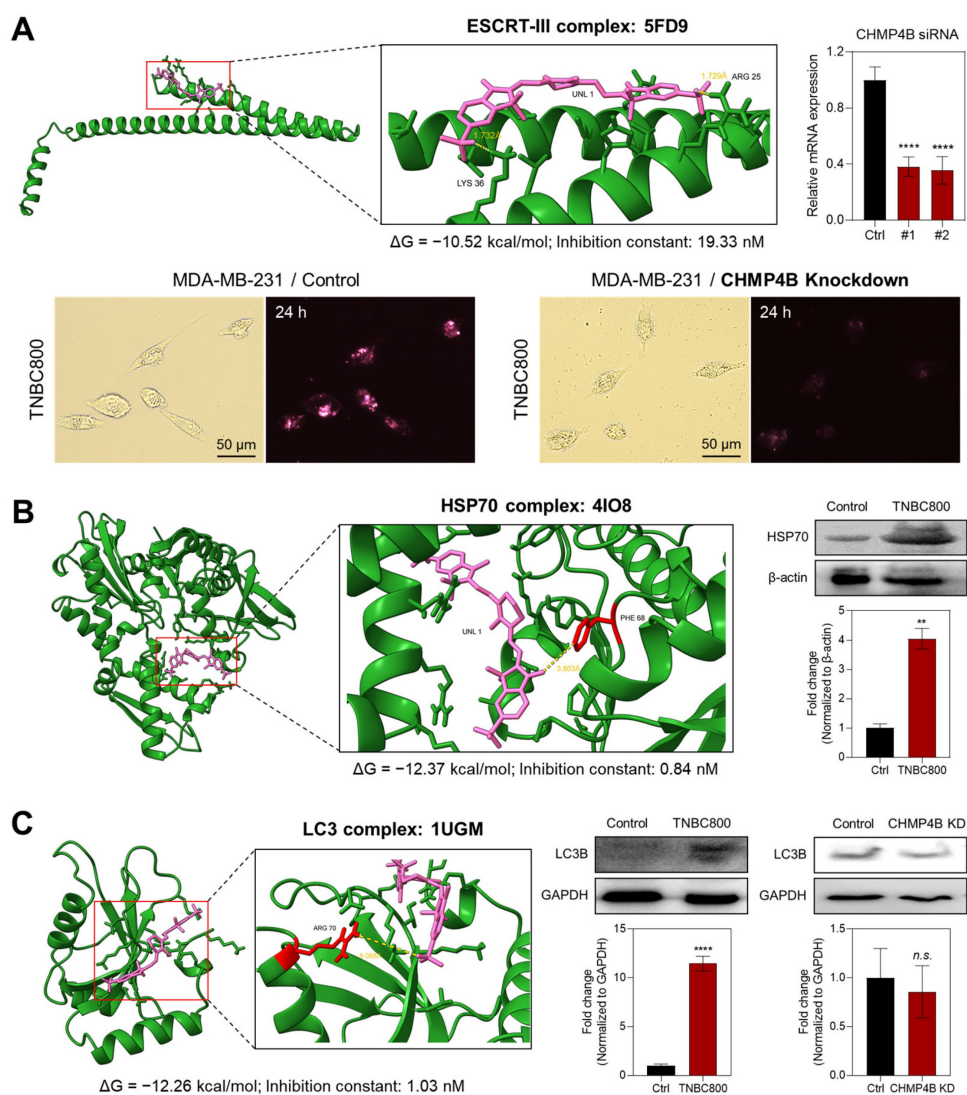 A
ESCRT-III complex: 5FD9
UNL 1
1.729Å
ARG 25
1.732Å
LYS 36
ΔG = −10.52 kcal/mol; Inhibition constant: 19.33 nM
CHMP4B siRNA
Relative mRNA expression
1.5
1.0
0.5
0.0
****
****
Ctrl #1 #2
MDA-MB-231 / Control
TNBC800
50 μm
24 h
MDA-MB-231 / CHMP4B Knockdown
TNBC800
50 μm
24 h
B
HSP70 complex: 4IO8
UNL 1
PHE 68
3.803Å
ΔG = −12.37 kcal/mol; Inhibition constant: 0.84 nM
Control TNBC800
HSP70
β-actin
Fold change
(Normalized to β-actin)
5
4
3
2
1
0
**
Ctrl TNBC800
C
LC3 complex: 1UGM
ARG 70
ΔG = −12.26 kcal/mol; Inhibition constant: 1.03 nM
Control TNBC800
LC3B
GAPDH
Fold change
(Normalized to GAPDH)
15
10
5
0
****
Ctrl TNBC800
Control CHMP4B KD
LC3B
GAPDH
Fold change
(Normalized to GAPDH)
1.5
1.0
0.5
0.0
n.s.
Ctrl CHMP4B KD